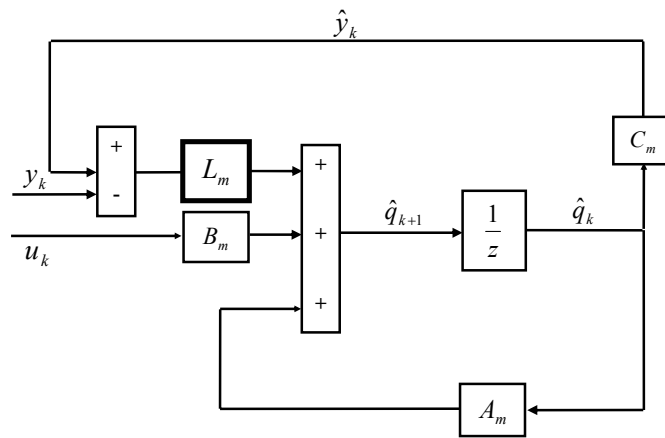 ŷ_k
+
-
y_k
L_m
B_m
u_k
+
+
+
q̂_{k+1}
1/z
q̂_k
C_m
A_m